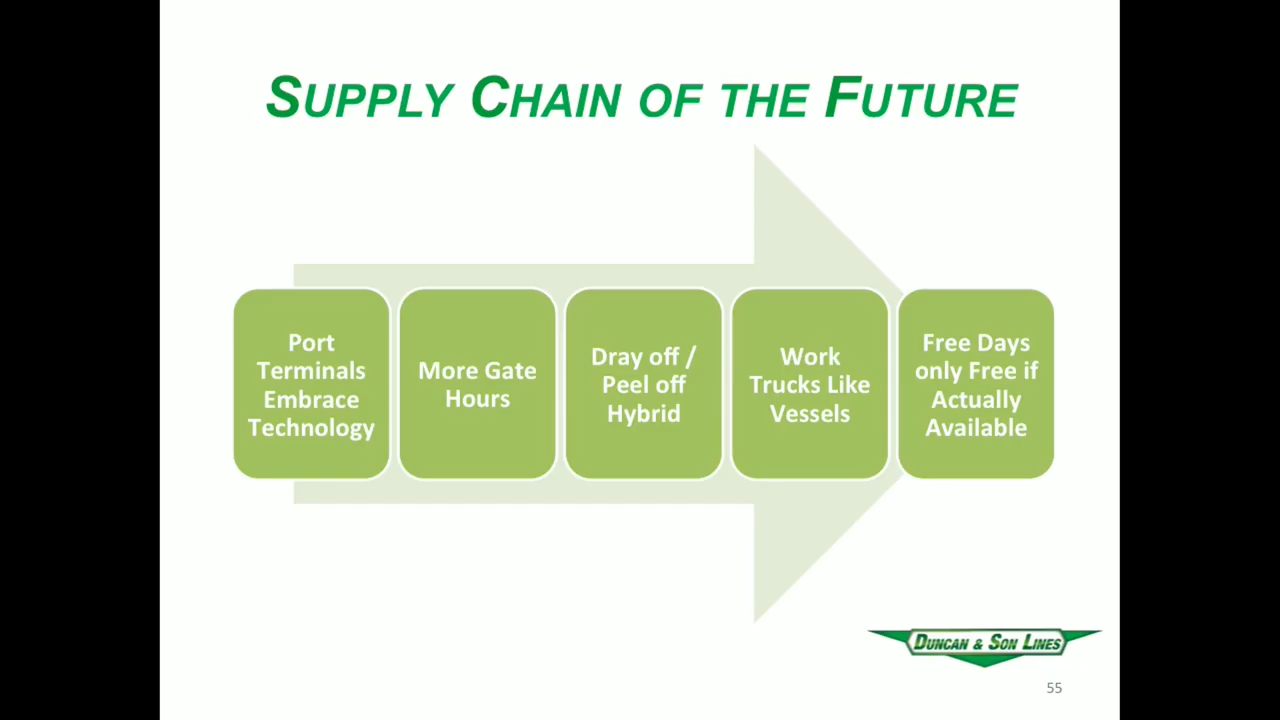 SUPPLY CHAIN OF THE FUTURE
Port
Terminals
Embrace
Technology
More Gate
Hours
Dray off /
Peel off
Hybrid
Work
Trucks Like
Vessels
Free Days
only Free if
Actually
Available
DUNCAN & SON LINES
55